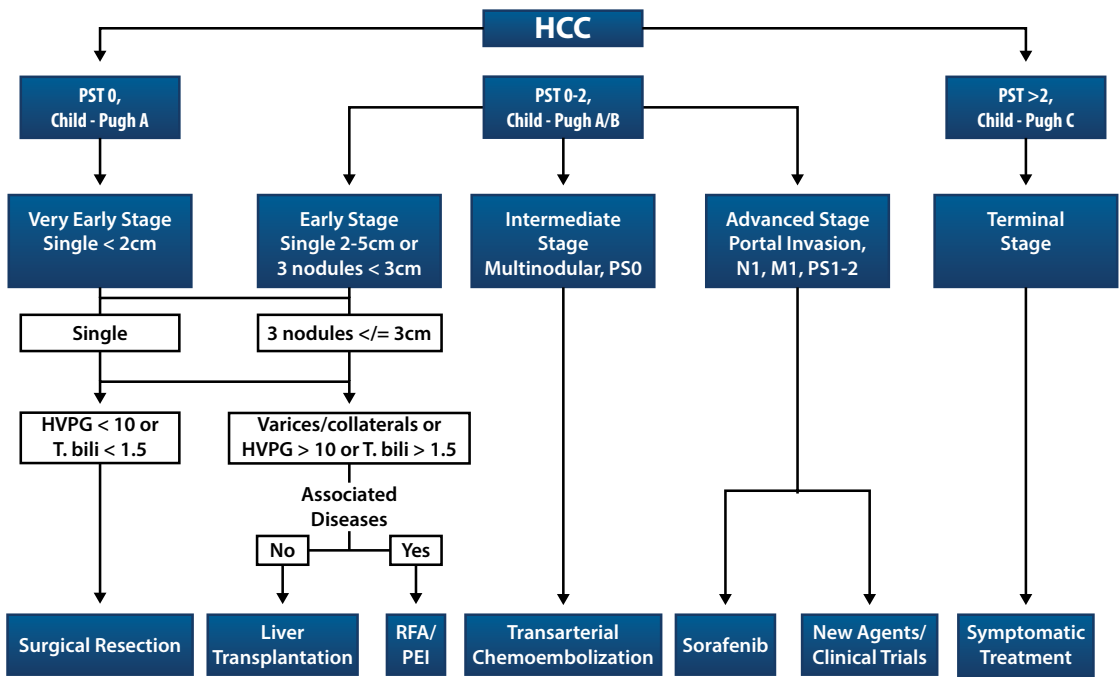 HCC
PST 0,
Child - Pugh A
PST 0-2,
Child - Pugh A/B
PST >2,
Child - Pugh C
Very Early Stage
Single < 2cm
Early Stage
Single 2-5cm or
3 nodules < 3cm
Intermediate
Stage
Multinodular, PS0
Advanced Stage
Portal Invasion,
N1, M1, PS1-2
Terminal
Stage
Single
3 nodules </= 3cm
HVPG < 10 or
T. bili < 1.5
Varices/collaterals or
HVPG > 10 or T. bili > 1.5
Associated
Diseases
No
Yes
Surgical Resection
Liver
Transplantation
RFA/
PEI
Transarterial
Chemoembolization
Sorafenib
New Agents/
Clinical Trials
Symptomatic
Treatment